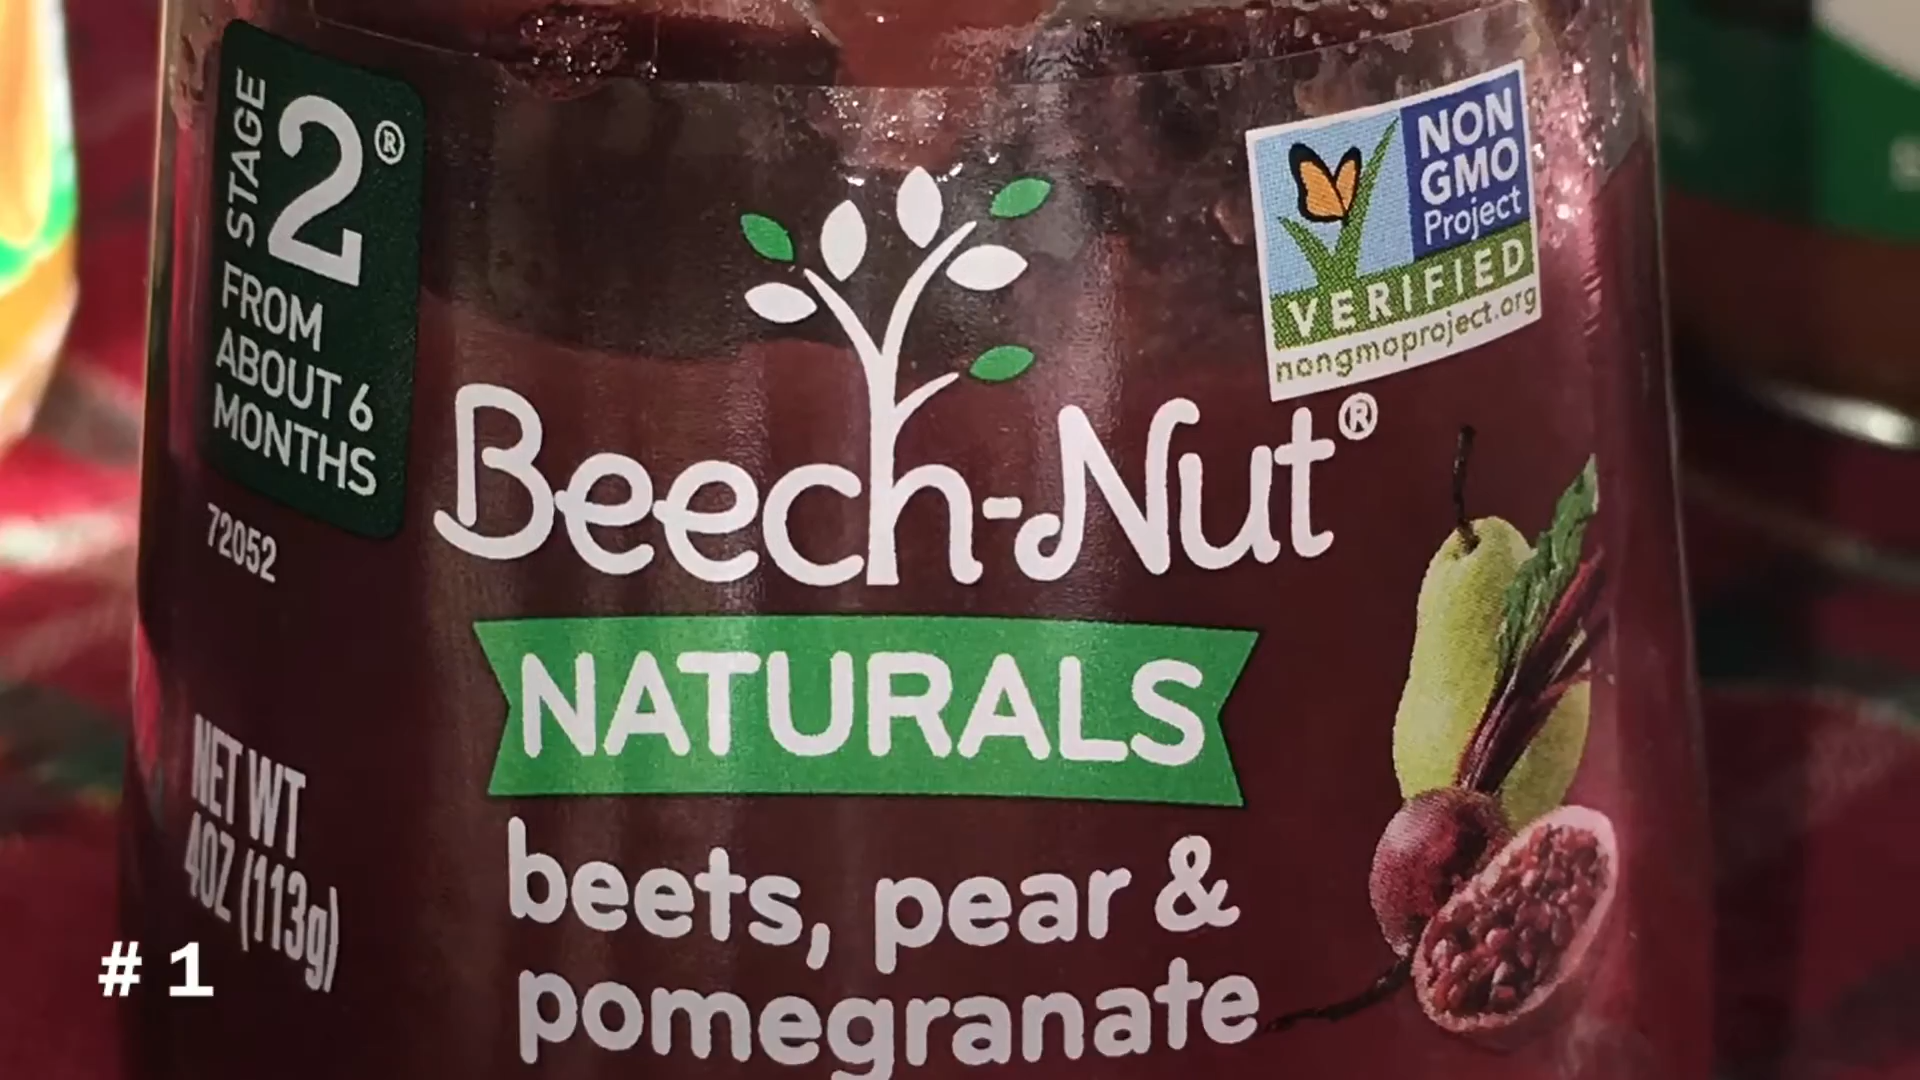 STAGE
2®
FROM
ABOUT 6
MONTHS
72052
NON
GMO
Project
VERIFIED
nongmoproject.org
Beech-Nut®
NATURALS
beets, pear &
pomegranate
NET WT
4OZ (113g)
# 1